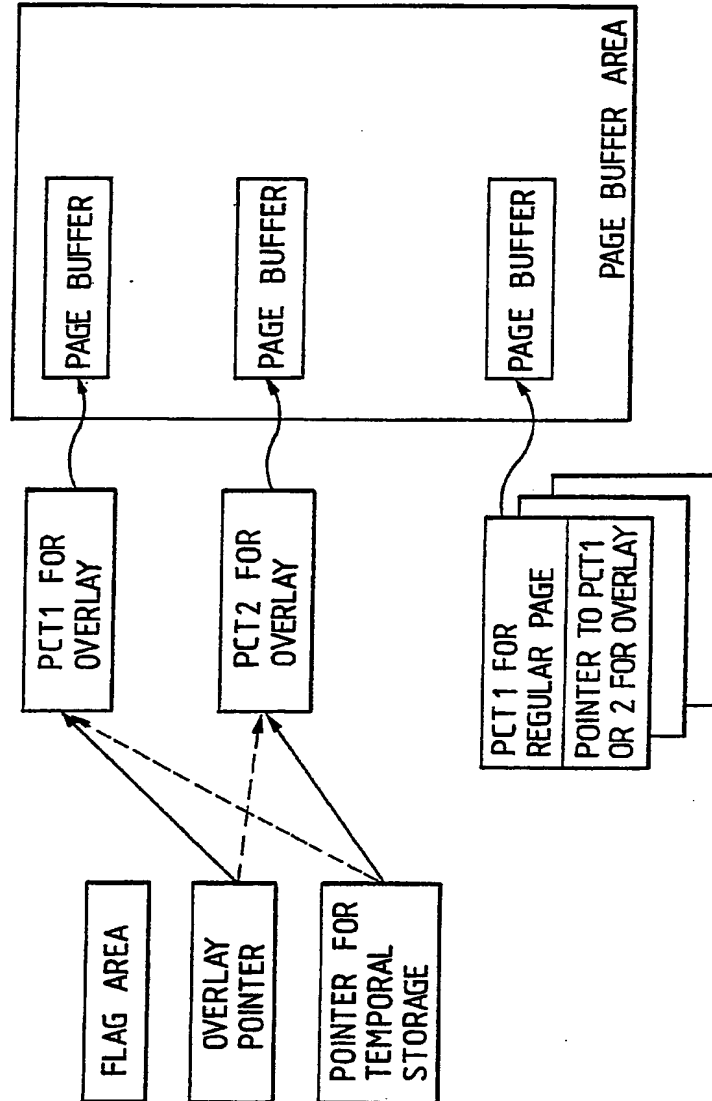 FLAG AREA
OVERLAY
POINTER
POINTER FOR
TEMPORAL
STORAGE
PCT1 FOR
OVERLAY
PCT2 FOR
OVERLAY
PCT1 FOR
REGULAR PAGE
POINTER TO PCT1
OR 2 FOR OVERLAY
PAGE BUFFER
PAGE BUFFER
PAGE BUFFER
PAGE BUFFER AREA